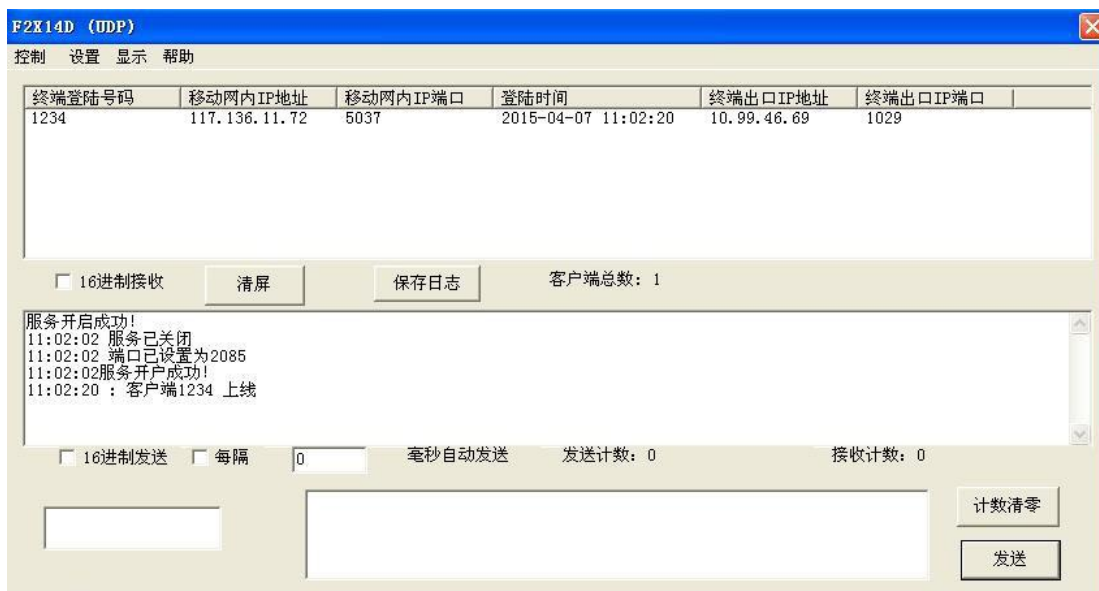 F2X14D (UDP)
控制 设置 显示 帮助
终端登陆号码 移动网内IP地址 移动网内IP端口 登陆时间 终端出口IP地址 终端出口IP端口
1234 117.136.11.72 5037 2015-04-07 11:02:20 10.99.46.69 1029
16进制接收 清屏 保存日志 客户端总数: 1
服务开启成功!
11:02:02 服务已关闭
11:02:02 端口已设置为2085
11:02:02服务开户成功!
11:02:20 : 客户端1234 上线
16进制发送 每隔 0 毫秒自动发送 发送计数: 0 接收计数: 0
计数清零
发送